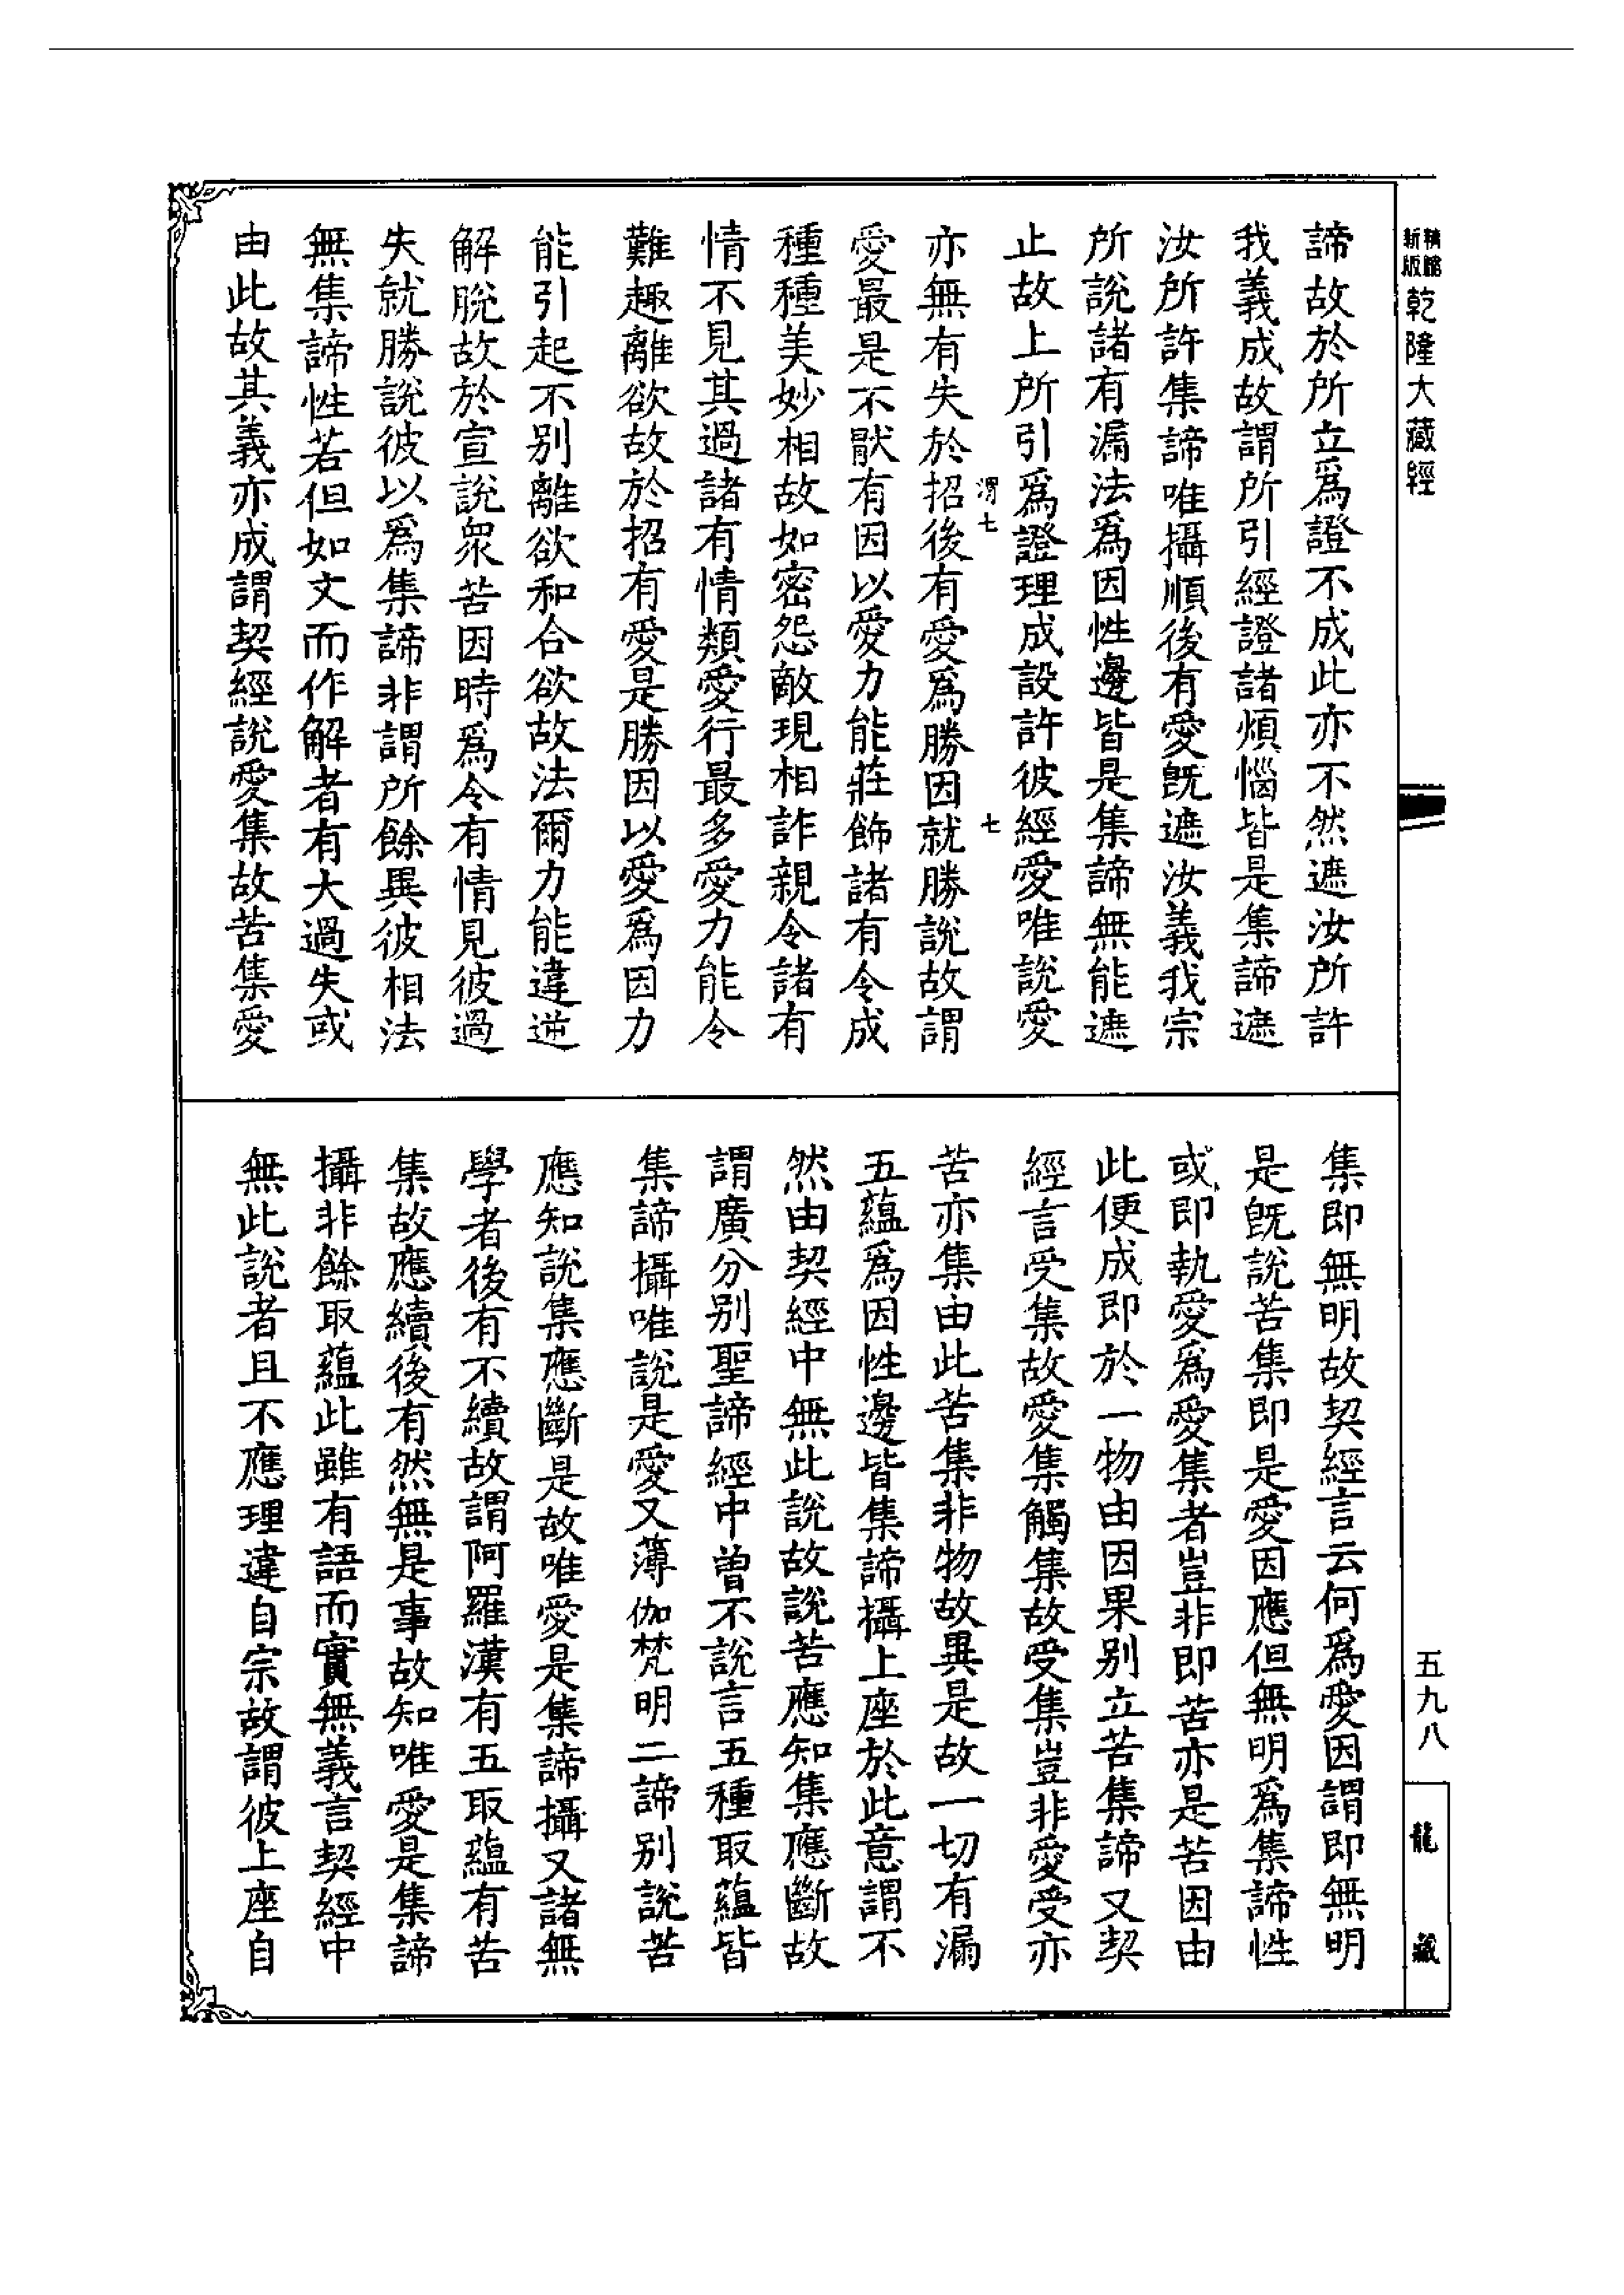 精縮新版乾隆大藏經
諦故於所立爲證不成此亦不然遮汝所許
我義成故謂所引經證諸煩惱皆是集諦遮
汝所許集諦唯攝順後有愛既遮汝義我宗
所說諸有漏法爲因性邊皆是集諦無能遮
止故上所引爲證理成設許彼經愛唯說愛
渭七
七
亦無有失於招後有愛爲勝因就勝說故謂
愛最是不猒有因以愛力能莊飾諸有令成
種種美妙相故如密怨敵現相詐親令諸有
情不見其過諸有情類愛行最多愛力能令
難趣離欲故於招有愛是勝因以愛爲因力
能引起不别離欲和合欲故法爾力能違逆
解脫故於宣說衆苦因時爲令有情見彼過
失就勝說彼以爲集諦非謂所餘異彼相法
無集諦性若但如文而作解者有大過失或
由此故其義亦成謂契經說愛集故苦集愛
集即無明故契經言云何爲愛因謂即無明
是既說苦集即是愛因應但無明爲集諦性
或即執愛爲愛集者豈非即苦亦是苦因由
此便成即於一物由因果别立苦集諦又契
經言受集故愛集觸集故受集豈非愛受亦
苦亦集由此苦集非物故異是故一切有漏
五蘊爲因性邊皆集諦攝上座於此意謂不
然由契經中無此說故說苦應知集應斷故
謂廣分别聖諦經中曾不說言五種取蘊皆
集諦攝唯說是愛又薄伽梵明二諦别說苦
應知說集應斷是故唯愛是集諦攝又諸無
學者後有不續故謂阿羅漢有五取蘊有苦
集故應續後有然無是事故知唯愛是集諦
攝非餘取蘊此雖有語而實無義言契經中
無此說者且不應理違自宗故謂彼上座自
五九八
龍藏